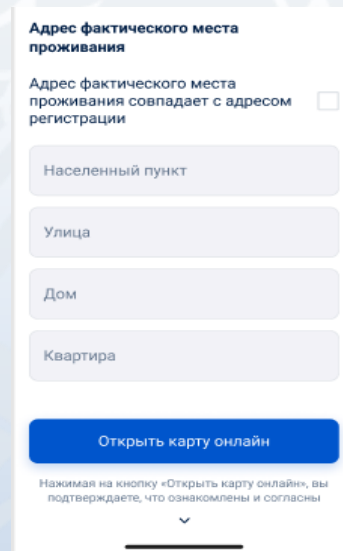 Адрес фактического места
проживания
Адрес фактического места
проживания совпадает с адресом
регистрации
Населенный пункт
Улица
Дом
Квартира
Открыть карту онлайн
Нажимая на кнопку «Открыть карту онлайн», вы
подтверждаете, что ознакомлены и согласны